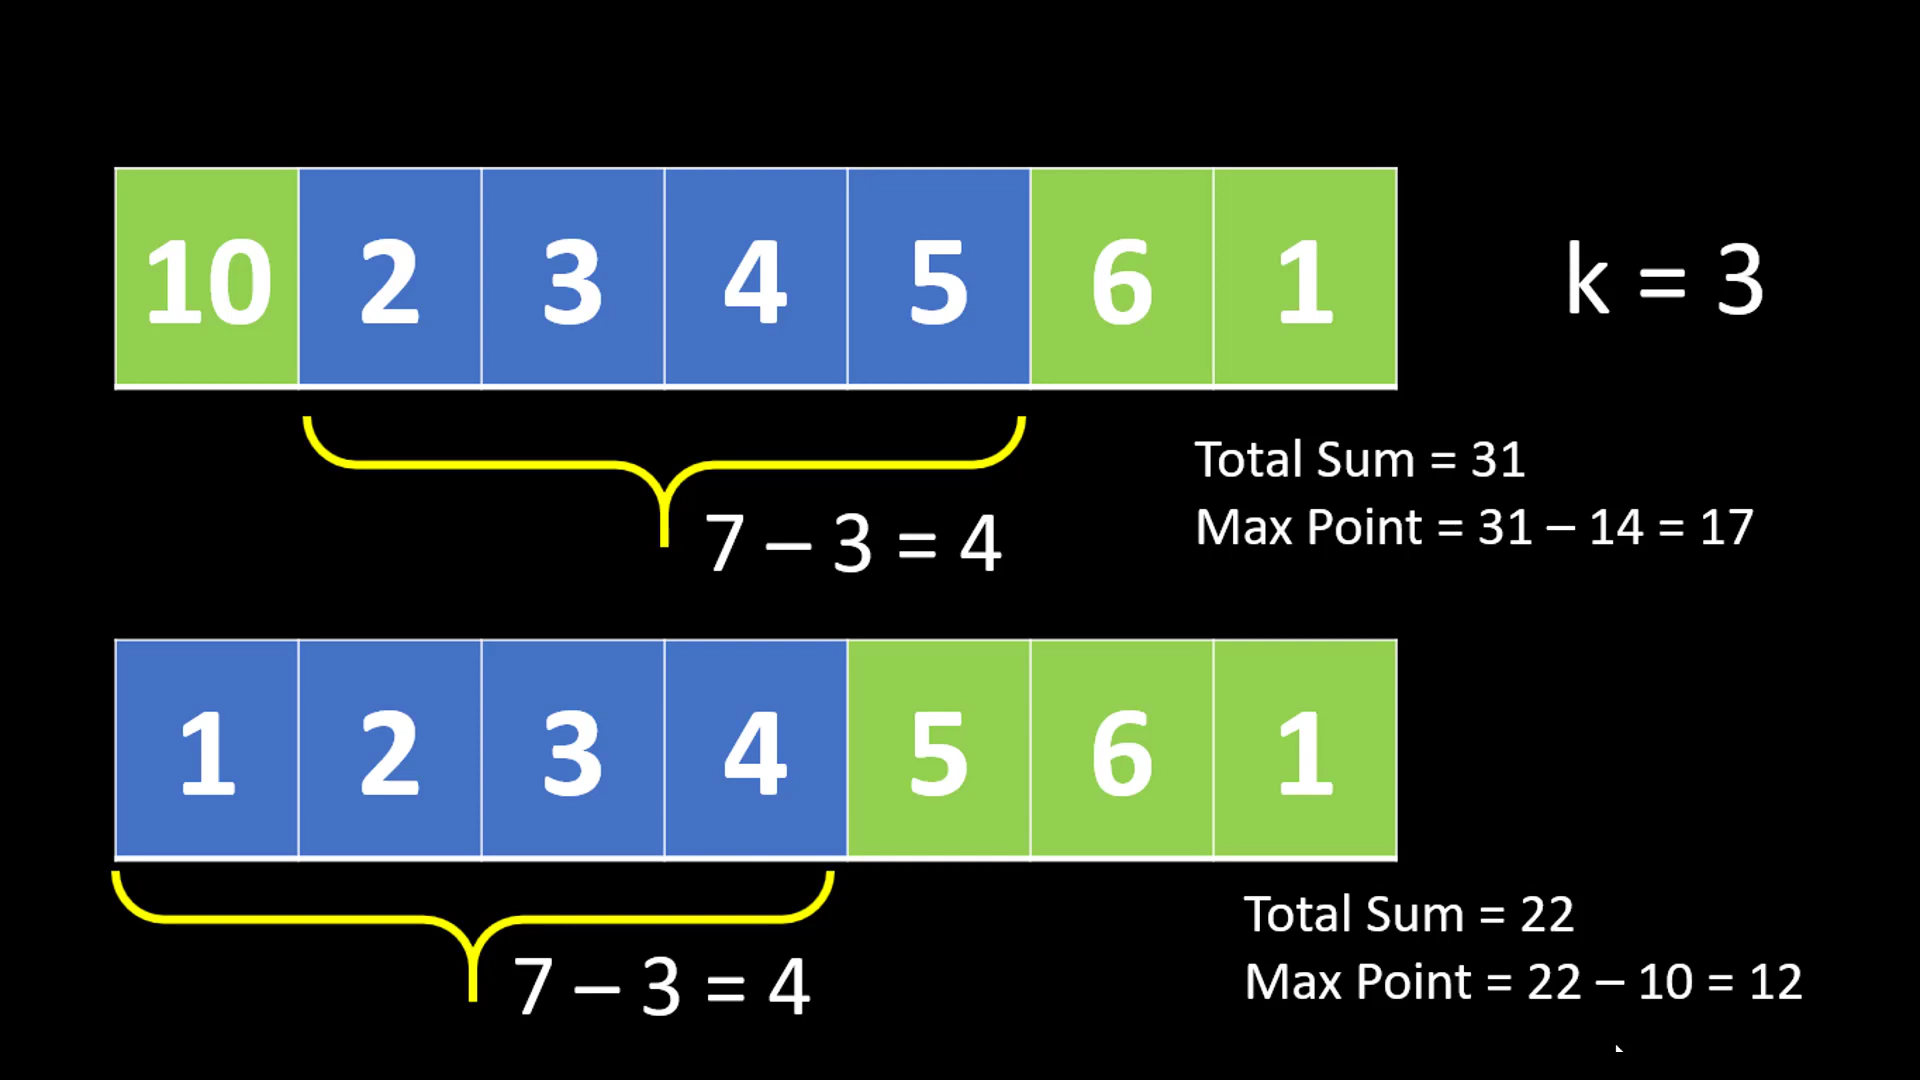 10 2 3 4 5 6 1
k = 3
Total Sum = 31
Max Point = 31 – 14 = 17
7 – 3 = 4
1 2 3 4 5 6 1
Total Sum = 22
Max Point = 22 – 10 = 12
7 – 3 = 4